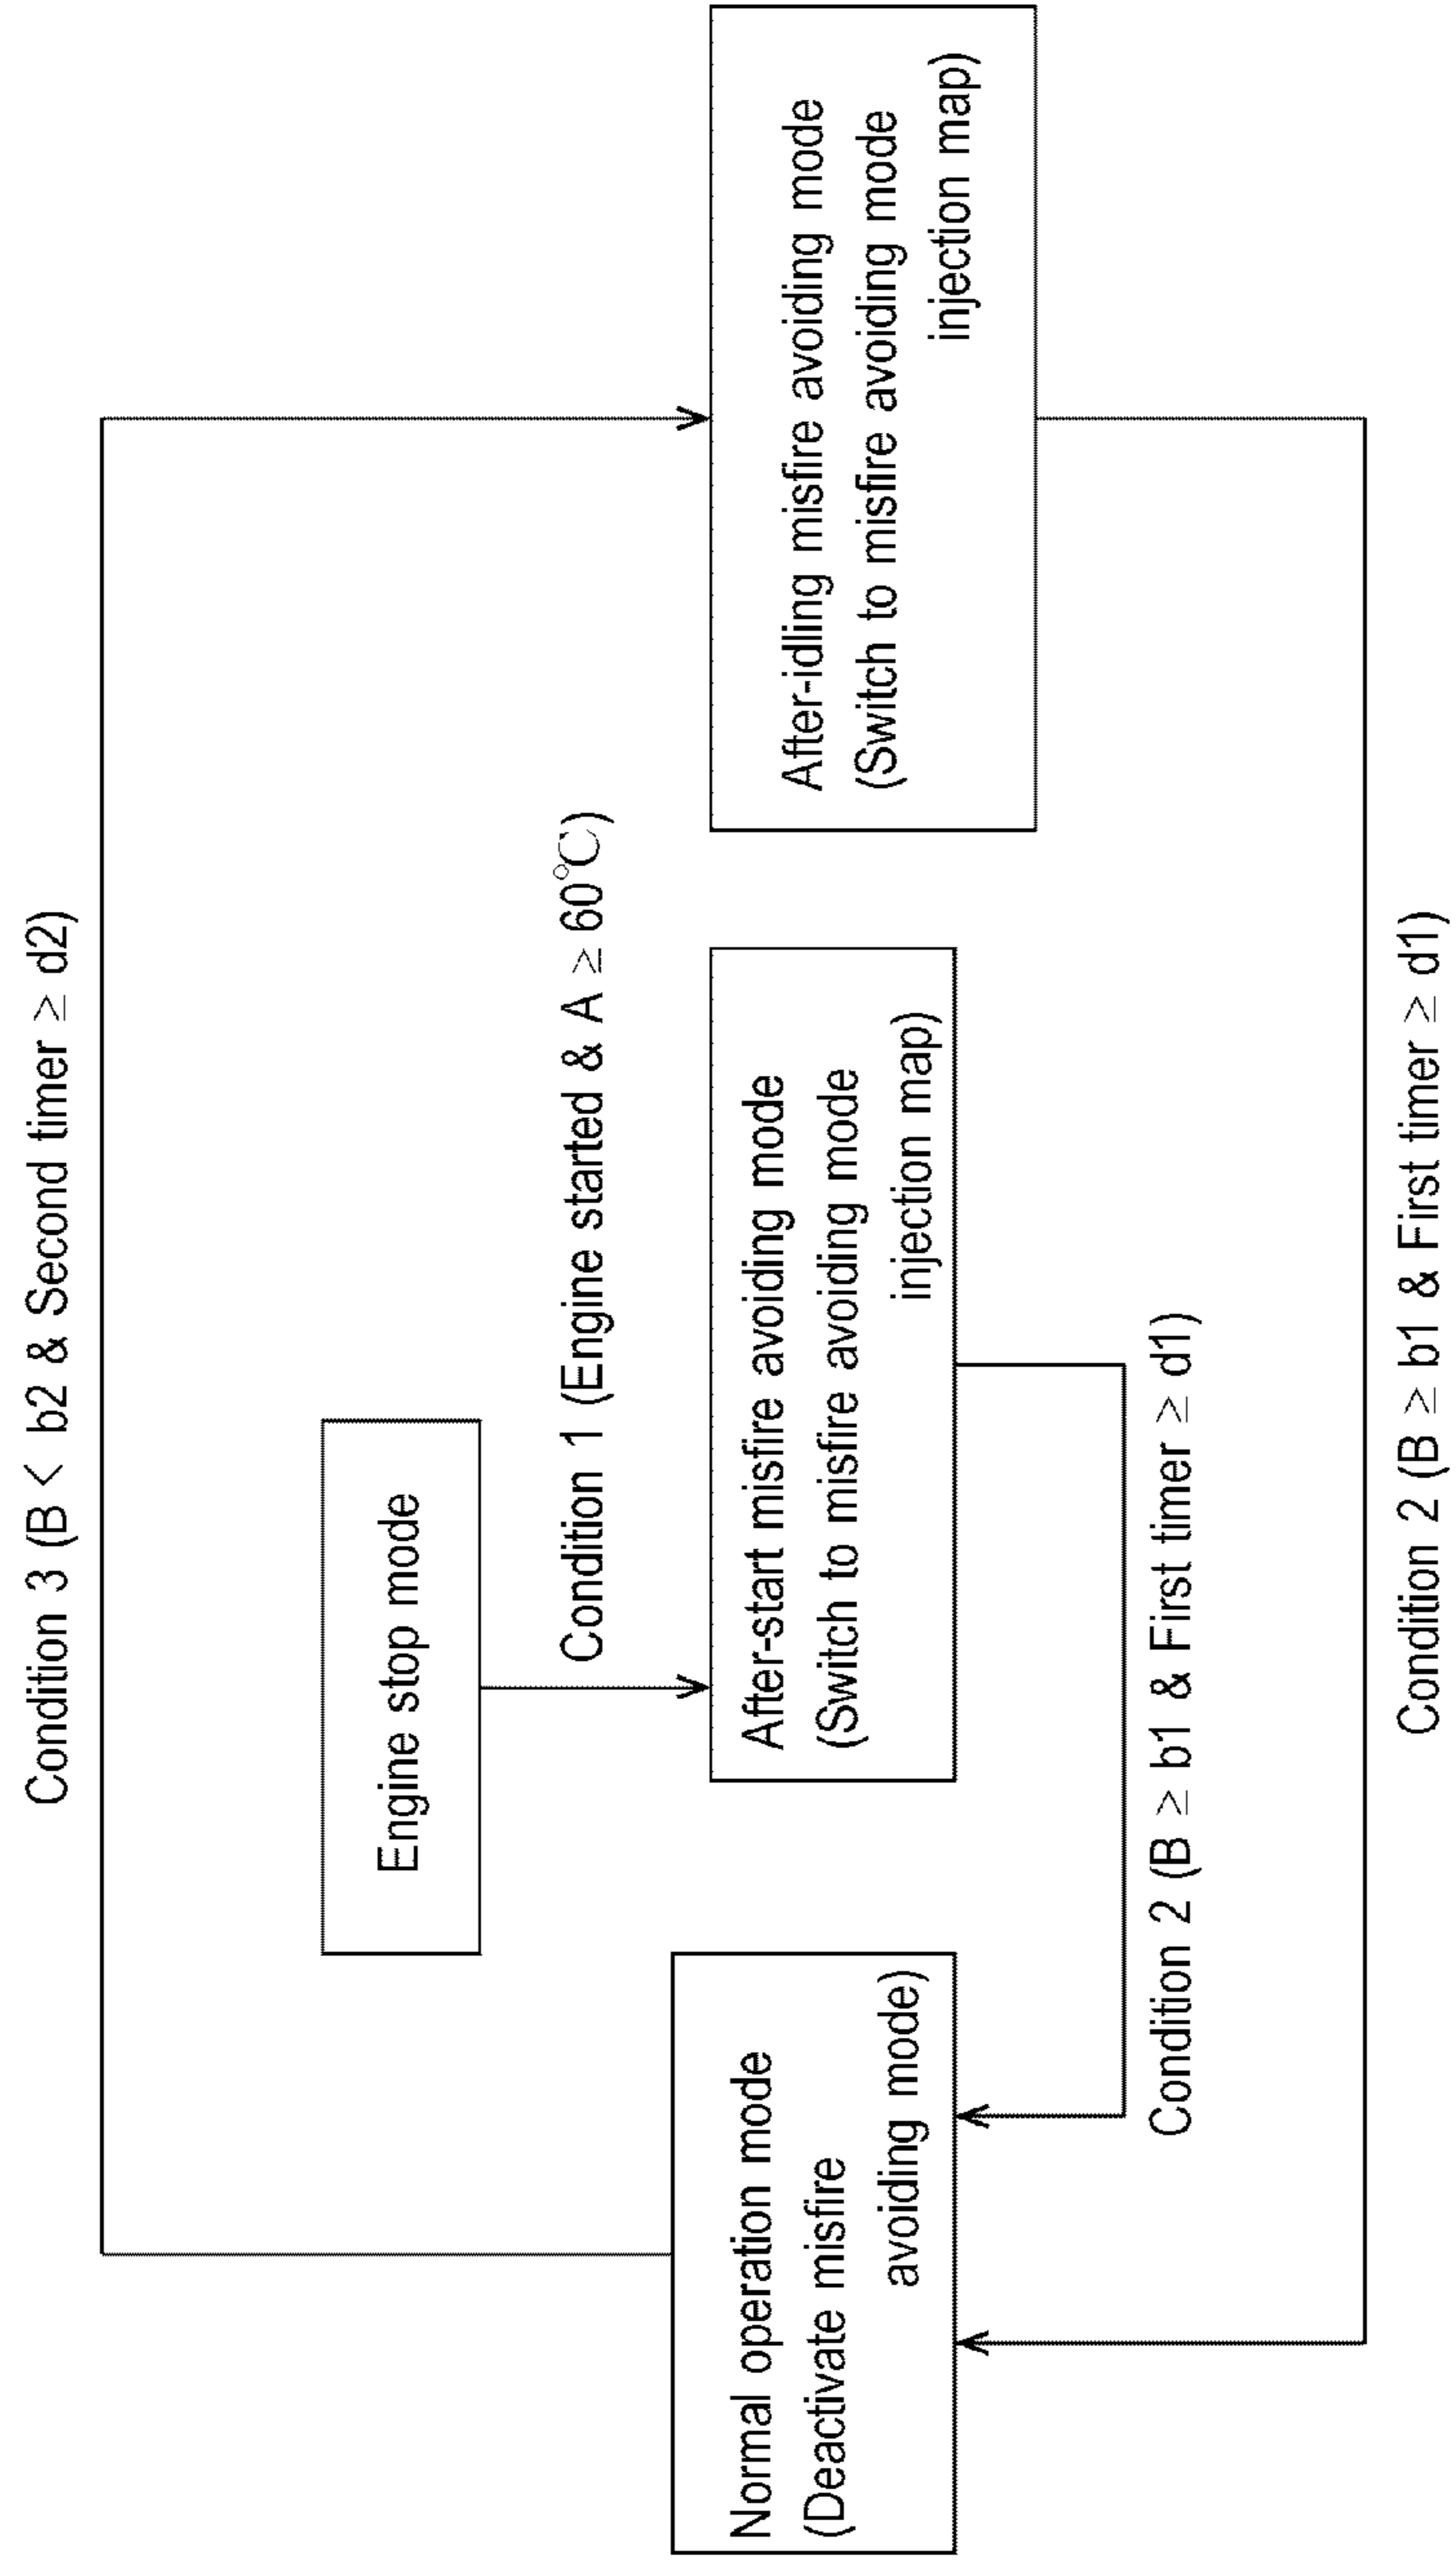 Condition 3 (B < b2 & Second timer ≥ d2)
Engine stop mode
Condition 1 (Engine started & A ≥ 60℃)
Normal operation mode
(Deactivate misfire
avoiding mode)
After-start misfire avoiding mode
(Switch to misfire avoiding mode
injection map)
After-idling misfire avoiding mode
(Switch to misfire avoiding mode
injection map)
Condition 2 (B ≥ b1 & First timer ≥ d1)
Condition 2 (B ≥ b1 & First timer ≥ d1)